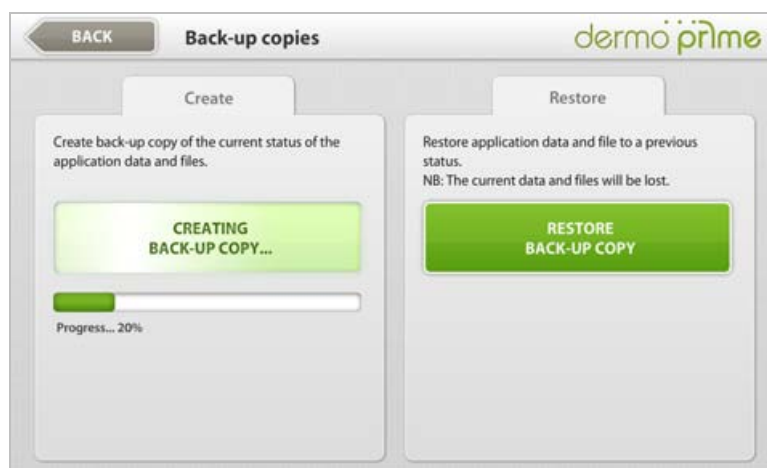 BACK
Back-up copies
dermo prime
Create
Create back-up copy of the current status of the
application data and files.
CREATING
BACK-UP COPY...
Progress... 20%
Restore
Restore application data and file to a previous
status.
NB: The current data and files will be lost.
RESTORE
BACK-UP COPY